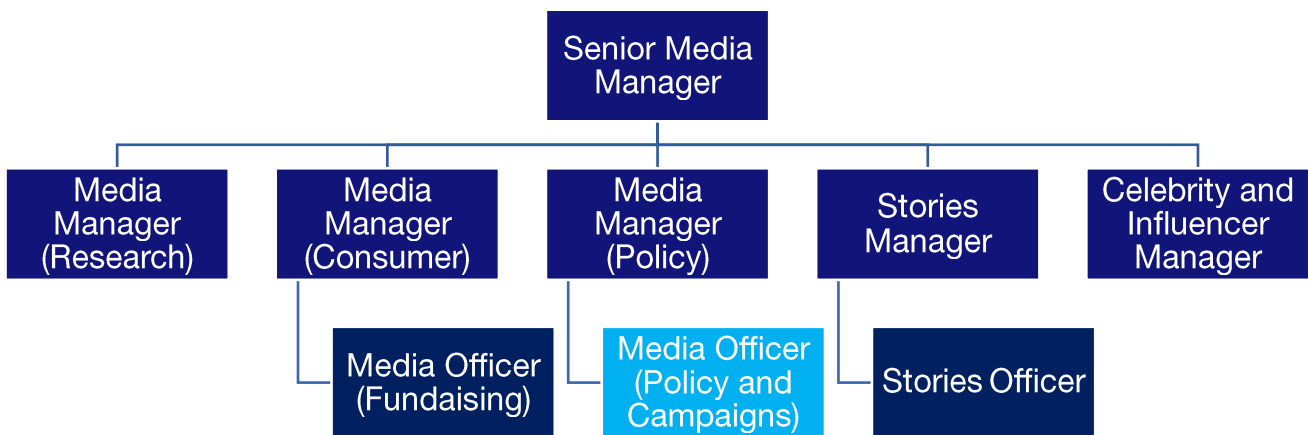 Senior Media
Manager
Media
Manager
(Research)
Media
Manager
(Consumer)
Media
Manager
(Policy)
Stories
Manager
Celebrity and
Influencer
Manager
Media Officer
(Fundaising)
Media Officer
(Policy and
Campaigns)
Stories Officer